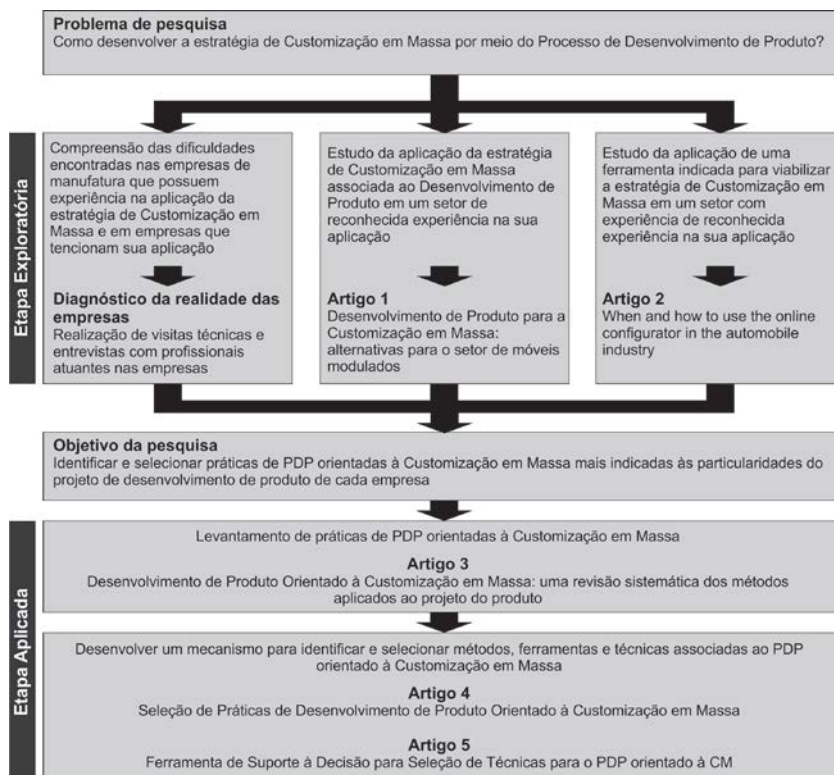 Problema de pesquisa
Como desenvolver a estratégia de Customização em Massa por meio do Processo de Desenvolvimento de Produto?
Etapa Exploratória
Compreensão das dificuldades
encontradas nas empresas de
manufatura que possuem
experiência na aplicação da
estratégia de Customização em
Massa e em empresas que
tencionam sua aplicação
Diagnóstico da realidade das
empresas
Realização de visitas técnicas e
entrevistas com profissionais
atuantes nas empresas
Estudo da aplicação da estratégia
de Customização em Massa
associada ao Desenvolvimento de
Produto em um setor de
reconhecida experiência na sua
aplicação
Artigo 1
Desenvolvimento de Produto para a
Customização em Massa:
alternativas para o setor de móveis
modulados
Estudo da aplicação de uma
ferramenta indicada para viabilizar
a estratégia de Customização em
Massa em um setor com
experiência de reconhecida
experiência na sua aplicação
Artigo 2
When and how to use the online
configurator in the automobile
industry
Objetivo da pesquisa
Identificar e selecionar práticas de PDP orientadas à Customização em Massa mais indicadas às particularidades do
projeto de desenvolvimento de produto de cada empresa
Etapa Aplicada
Levantamento de práticas de PDP orientadas à Customização em Massa
Artigo 3
Desenvolvimento de Produto Orientado à Customização em Massa: uma revisão sistemática dos métodos
aplicados ao projeto do produto
Desenvolver um mecanismo para identificar e selecionar métodos, ferramentas e técnicas associadas ao PDP
orientado à Customização em Massa
Artigo 4
Seleção de Práticas de Desenvolvimento de Produto Orientado à Customização em Massa
Artigo 5
Ferramenta de Suporte à Decisão para Seleção de Técnicas para o PDP orientado à CM